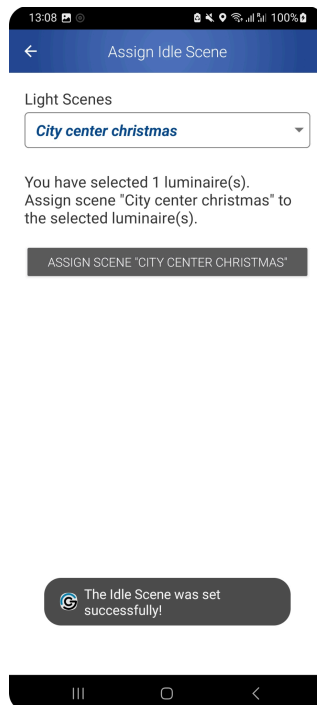 13:08 100%
Assign Idle Scene
Light Scenes
City center christmas
You have selected 1 luminaire(s).
Assign scene "City center christmas" to
the selected luminaire(s).
ASSIGN SCENE "CITY CENTER CHRISTMAS"
The Idle Scene was set
successfully!